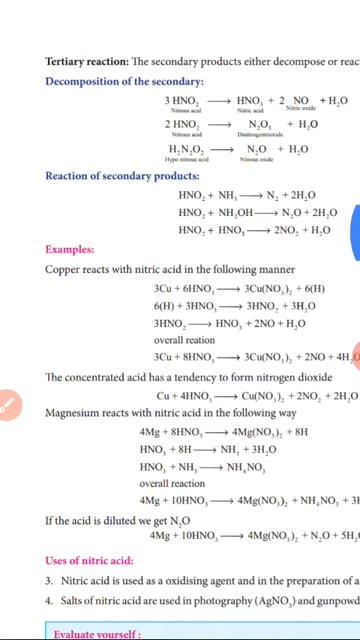 Tertiary reaction: The secondary products either decompose or reac
Decomposition of the secondary:
3 HNO₂ ⟶ HNO₃ + 2 NO + H₂O
Nitrous acid Nitric acid Nitric oxide
2 HNO₂ ⟶ N₂O₃ + H₂O
Nitrous acid Dinitrogentrioxide
H₂N₂O₂ ⟶ N₂O + H₂O
Hypo nitrous acid Nitrous oxide
Reaction of secondary products:
HNO₂ + NH₃ ⟶ N₂ + 2H₂O
HNO₂ + NH₂OH ⟶ N₂O + 2H₂O
HNO₂ + HNO₃ ⟶ 2NO₂ + H₂O
Examples:
Copper reacts with nitric acid in the following manner
3Cu + 6HNO₃ ⟶ 3Cu(NO₃)₂ + 6(H)
6(H) + 3HNO₃ ⟶ 3HNO₂ + 3H₂O
3HNO₂ ⟶ HNO₃ + 2NO + H₂O
overall reation
3Cu + 8HNO₃ ⟶ 3Cu(NO₃)₂ + 2NO + 4H₂O
The concentrated acid has a tendency to form nitrogen dioxide
Cu + 4HNO₃ ⟶ Cu(NO₃)₂ + 2NO₂ + 2H₂O
Magnesium reacts with nitric acid in the following way
4Mg + 8HNO₃ ⟶ 4Mg(NO₃)₂ + 8H
HNO₃ + 8H ⟶ NH₃ + 3H₂O
HNO₃ + NH₃ ⟶ NH₄NO₃
overall reaction
4Mg + 10HNO₃ ⟶ 4Mg(NO₃)₂ + NH₄NO₃ + 3H
If the acid is diluted we get N₂O
4Mg + 10HNO₃ ⟶ 4Mg(NO₃)₂ + N₂O + 5H₂
Uses of nitric acid:
3. Nitric acid is used as a oxidising agent and in the preparation of a
4. Salts of nitric acid are used in photography (AgNO₃) and gunpowd
Evaluate yourself :